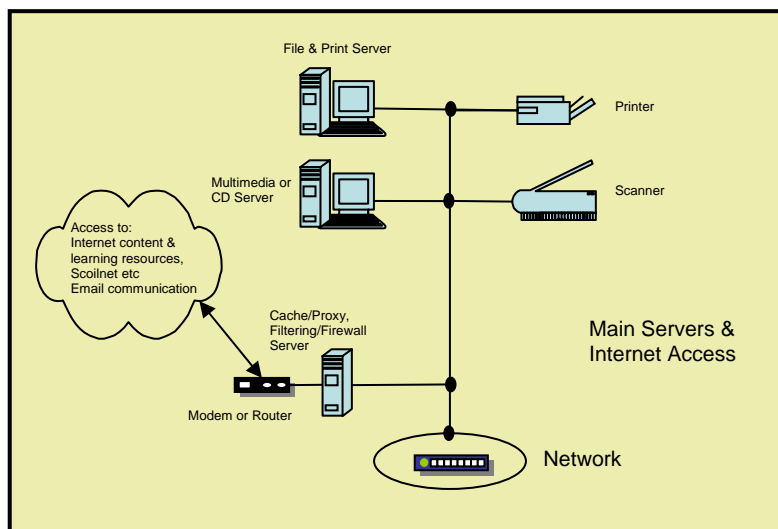 File & Print Server
Printer
Multimedia or
CD Server
Scanner
Access to:
Internet content &
learning resources,
Scoilnet etc
Email communication
Cache/Proxy,
Filtering/Firewall
Server
Main Servers &
Internet Access
Modem or Router
Network